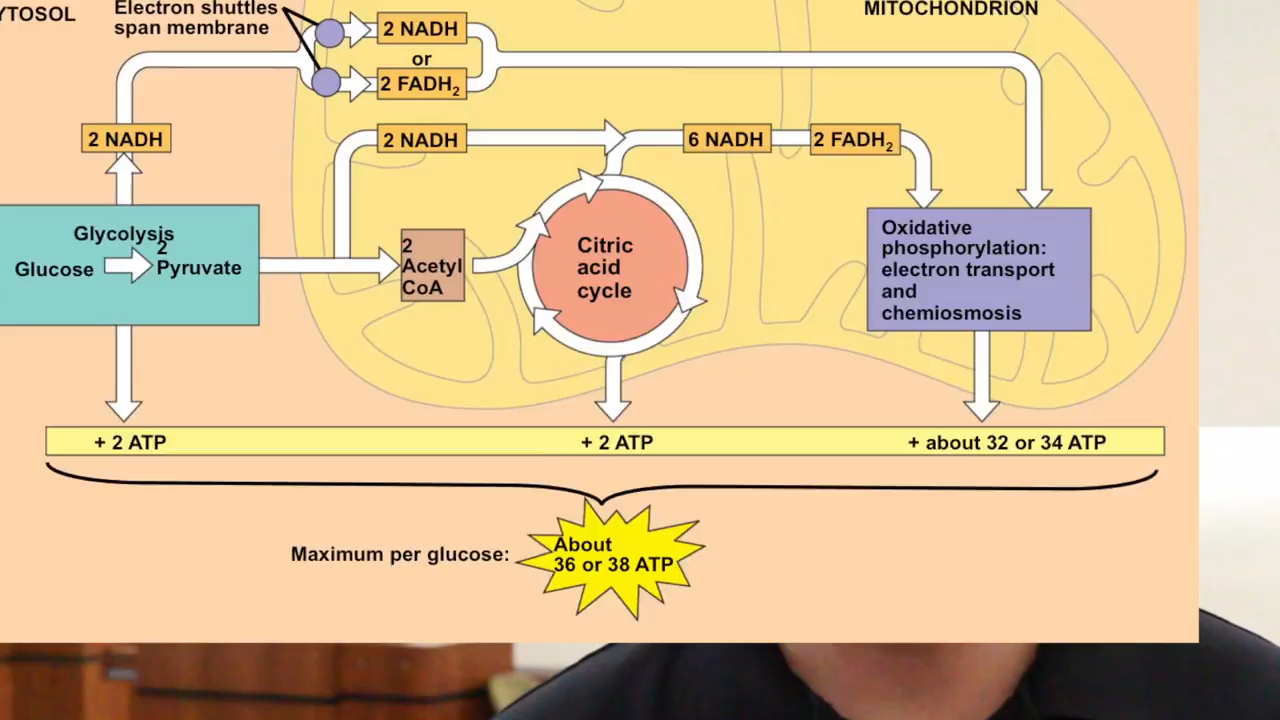 YTOSOL
Electron shuttles
span membrane
MITOCHONDRION
2 NADH
or
2 FADH₂
2 NADH
2 NADH
6 NADH
2 FADH₂
Glycolysis
Glucose
2
Pyruvate
2
Acetyl
CoA
Citric
acid
cycle
Oxidative
phosphorylation:
electron transport
and
chemiosmosis
+ 2 ATP
+ 2 ATP
+ about 32 or 34 ATP
Maximum per glucose:
About
36 or 38 ATP